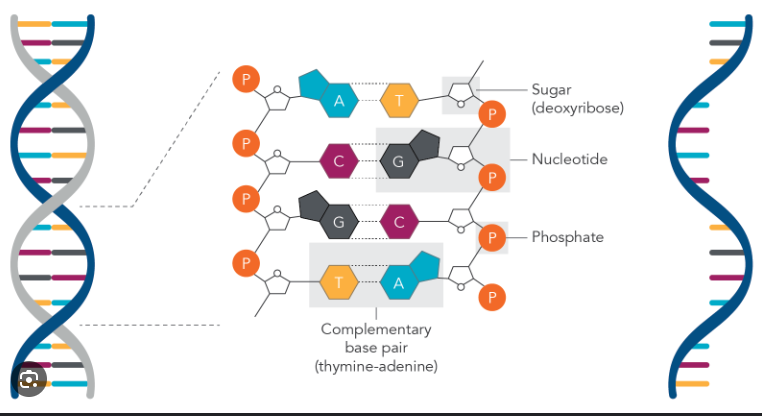 P
A
T
Sugar
(deoxyribose)
P
P
C
G
Nucleotide
P
P
G
C
Phosphate
P
P
T
A
P
Complementary
base pair
(thymine-adenine)